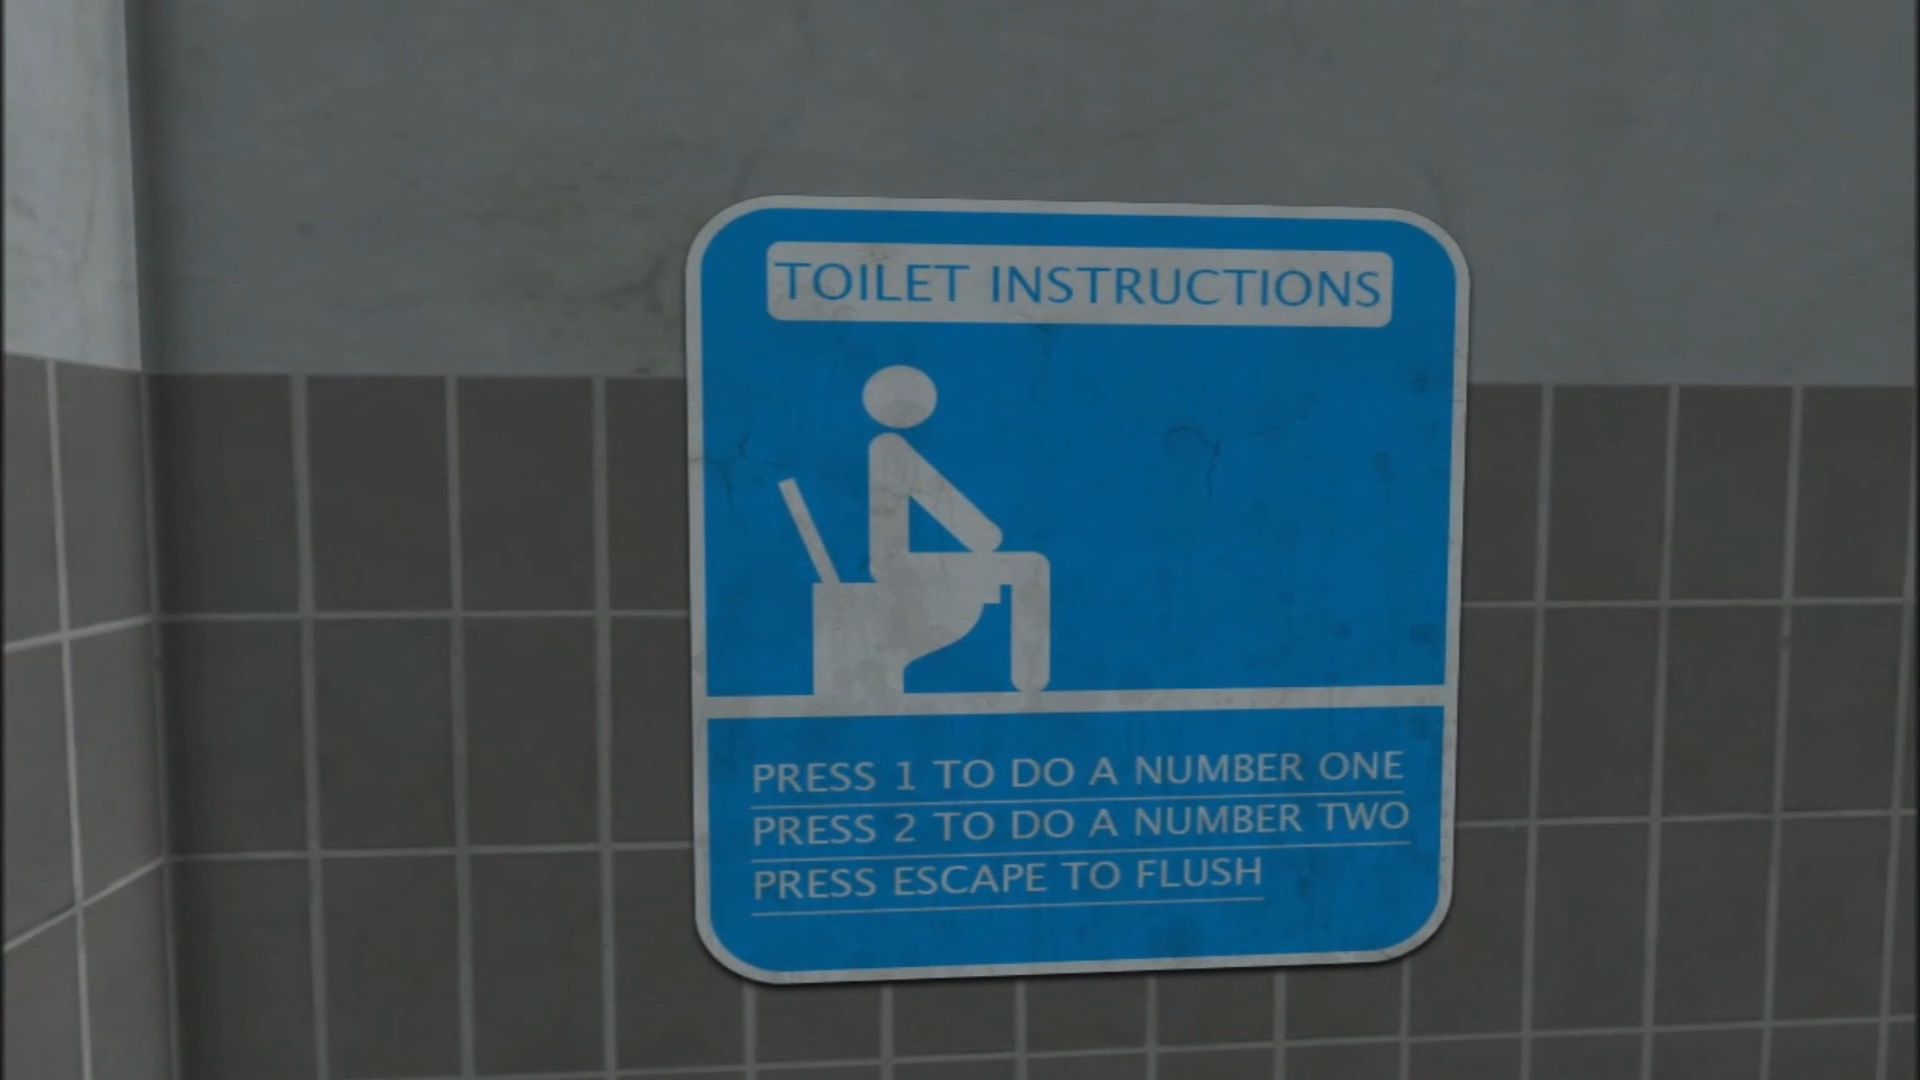 TOILET INSTRUCTIONS
PRESS 1 TO DO A NUMBER ONE
PRESS 2 TO DO A NUMBER TWO
PRESS ESCAPE TO FLUSH